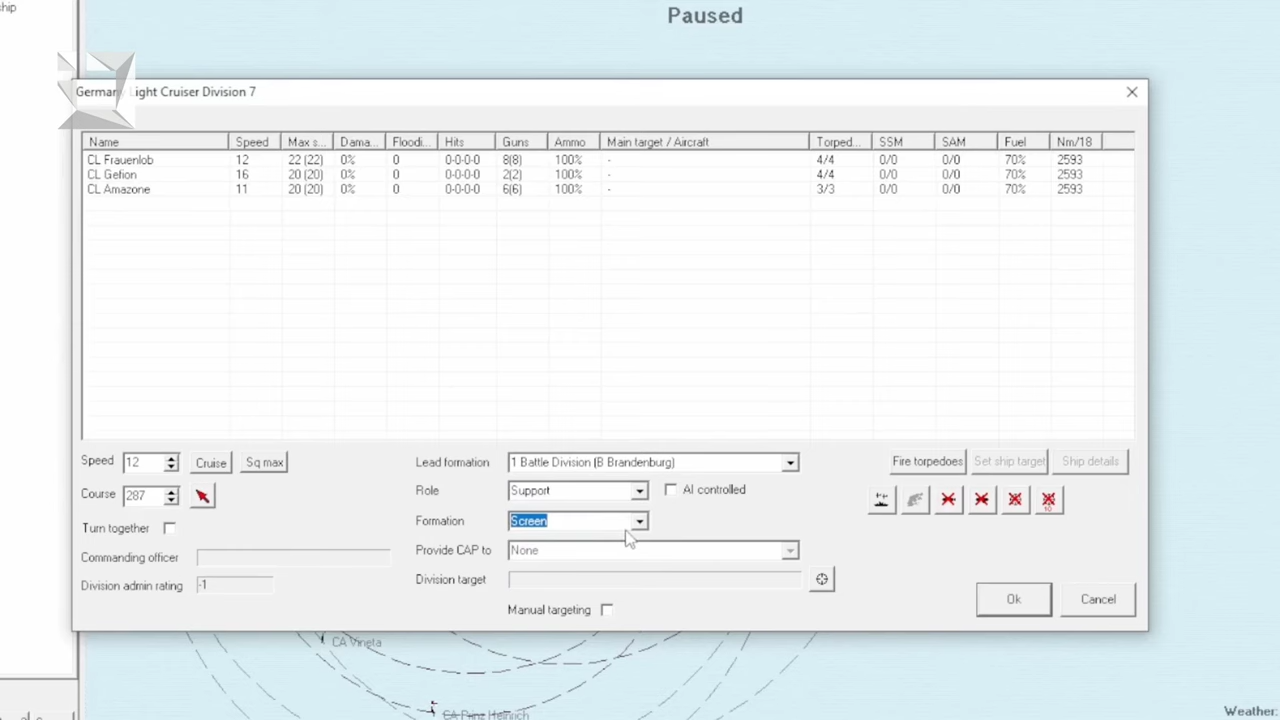 ship
Paused
Germany Light Cruiser Division 7
Name Speed Max s... Dama... Floodi... Hits Guns Ammo Main target / Aircraft Torped... SSM SAM Fuel Nm/18
CL Frauenlob 12 22 (22) 0% 0 0-0-0-0 8(8) 100% - 4/4 0/0 0/0 70% 2593
CL Gefion 16 20 (20) 0% 0 0-0-0-0 2(2) 100% - 4/4 0/0 0/0 70% 2593
CL Amazone 11 20 (20) 0% 0 0-0-0-0 6(6) 100% - 3/3 0/0 0/0 70% 2593
Speed 12 Cruise Sq max Lead formation 1 Battle Division (B Brandenburg) Fire torpedoes Set ship target Ship details
Course 287 Role Support AI controlled
10
Turn together Formation Screen
Commanding officer Provide CAP to None
Division admin rating -1 Division target
Manual targeting Ok Cancel
CA Vineta
CA Prinz Heinrich
Weather: